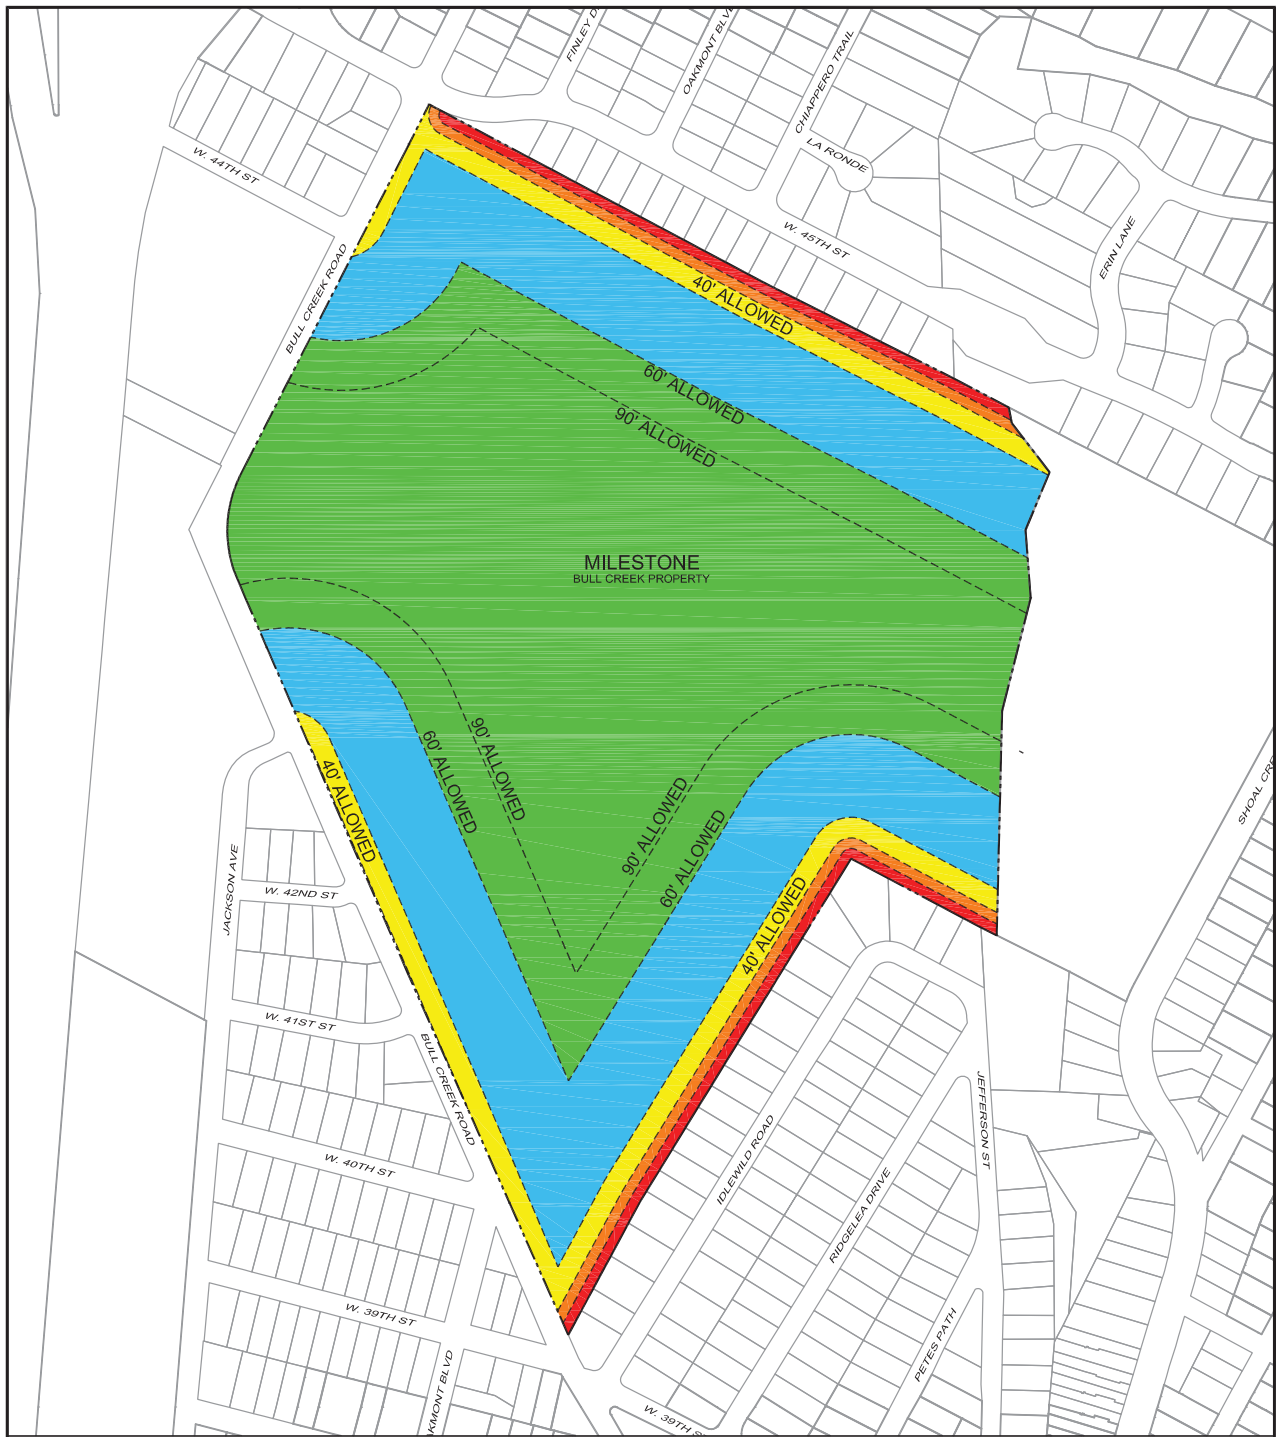 FINLEY D
OAKMONT BLV
CHIAPPERO TRAIL
LA RONDE
W. 44TH ST
W. 45TH ST
ERIN LANE
BULL CREEK ROAD
40' ALLOWED
60' ALLOWED
90' ALLOWED
MILESTONE
BULL CREEK PROPERTY
90' ALLOWED
60' ALLOWED
40' ALLOWED
90' ALLOWED
60' ALLOWED
40' ALLOWED
SHOAL CRE
JACKSON AVE
W. 42ND ST
W. 41ST ST
BULL CREEK ROAD
W. 40TH ST
IDLEWILD ROAD
JEFFERSON ST
RIDGELEA DRIVE
W. 39TH ST
PETES PATH
KMONT BLVD
W. 39TH S